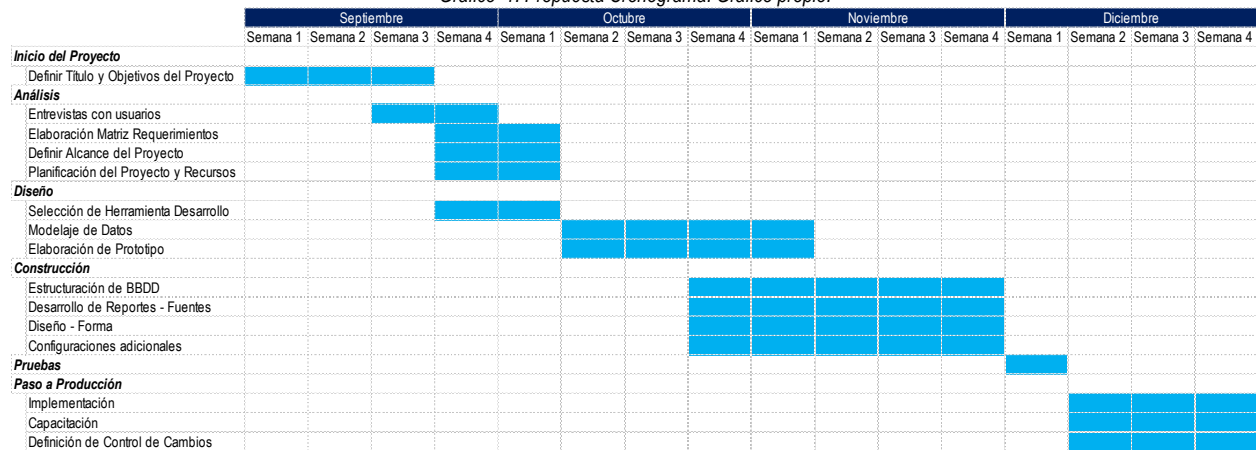 Gráfico 1. Propuesta Cronograma. Gráfico propio.
Septiembre Octubre Noviembre Diciembre
Semana 1 Semana 2 Semana 3 Semana 4 Semana 1 Semana 2 Semana 3 Semana 4 Semana 1 Semana 2 Semana 3 Semana 4 Semana 1 Semana 2 Semana 3 Semana 4
Inicio del Proyecto
Definir Título y Objetivos del Proyecto
Análisis
Entrevistas con usuarios
Elaboración Matriz Requerimientos
Definir Alcance del Proyecto
Planificación del Proyecto y Recursos
Diseño
Selección de Herramienta Desarrollo
Modelaje de Datos
Elaboración de Prototipo
Construcción
Estructuración de BBDD
Desarrollo de Reportes - Fuentes
Diseño - Forma
Configuraciones adicionales
Pruebas
Paso a Producción
Implementación
Capacitación
Definición de Control de Cambios